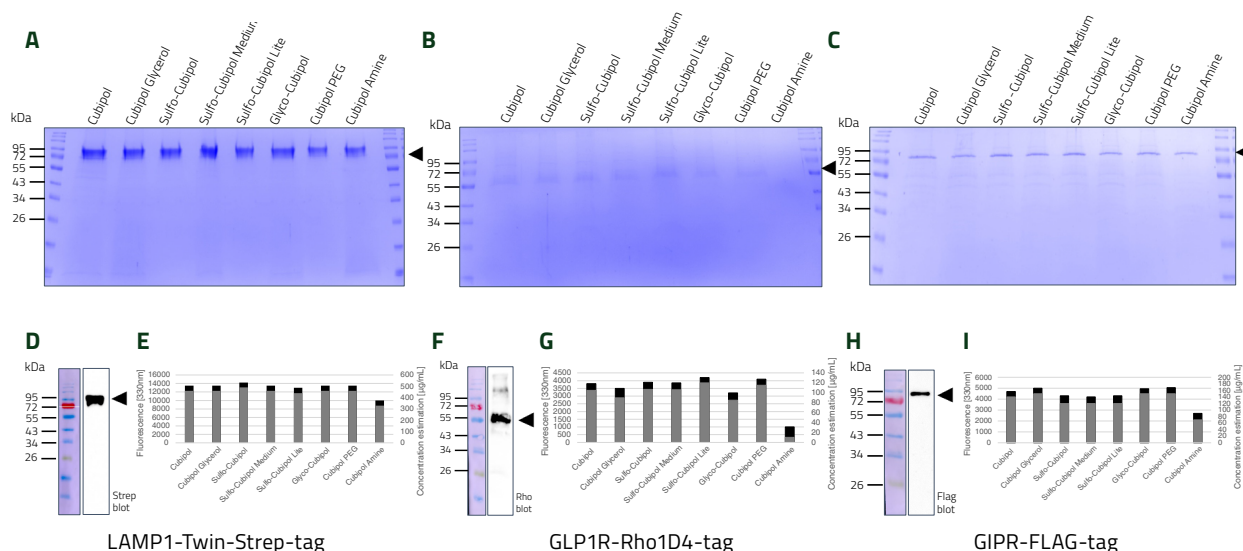 A
Cubipol
Cubipol Glycerol
Sulfo-Cubipol
Sulfo-Cubipol Medium
Sulfo-Cubipol Lite
Glyco-Cubipol
Cubipol PEG
Cubipol Amine
kDa
95
72
55
43
34
26
B
Cubipol
Cubipol Glycerol
Sulfo-Cubipol
Sulfo-Cubipol Medium
Sulfo-Cubipol Lite
Glyco-Cubipol
Cubipol PEG
Cubipol Amine
kDa
95
72
55
43
34
26
C
Cubipol
Cubipol Glycerol
Sulfo-Cubipol
Sulfo-Cubipol Medium
Sulfo-Cubipol Lite
Glyco-Cubipol
Cubipol PEG
Cubipol Amine
kDa
95
72
55
43
34
26
D
kDa
95
72
55
43
34
26
Strep
blot
E
Fluorescence [330nm]
14000
12000
10000
8000
6000
4000
2000
0
600
500
400
300
200
100
0
Concentration estimation [µg/mL]
Cubipol
Cubipol Glycerol
Sulfo-Cubipol
Sulfo-Cubipol Medium
Sulfo-Cubipol Lite
Glyco-Cubipol
Cubipol PEG
Cubipol Amine
LAMP1-Twin-Strep-tag
F
kDa
95
72
55
43
34
26
Rho
blot
G
Fluorescence [330nm]
4500
4000
3500
3000
2500
2000
1500
1000
500
0
140
120
100
80
60
40
20
0
Concentration estimation [µg/mL]
Cubipol
Cubipol Glycerol
Sulfo-Cubipol
Sulfo-Cubipol Medium
Sulfo-Cubipol Lite
Glyco-Cubipol
Cubipol PEG
Cubipol Amine
GLP1R-Rho1D4-tag
H
kDa
95
72
55
43
34
26
Flag
blot
I
Fluorescence [330nm]
6000
5000
4000
3000
2000
1000
0
200
180
160
140
120
100
80
60
40
20
0
Concentration estimation [µg/mL]
Cubipol
Cubipol Glycerol
Sulfo-Cubipol
Sulfo-Cubipol Medium
Sulfo-Cubipol Lite
Glyco-Cubipol
Cubipol PEG
Cubipol Amine
GIPR-FLAG-tag